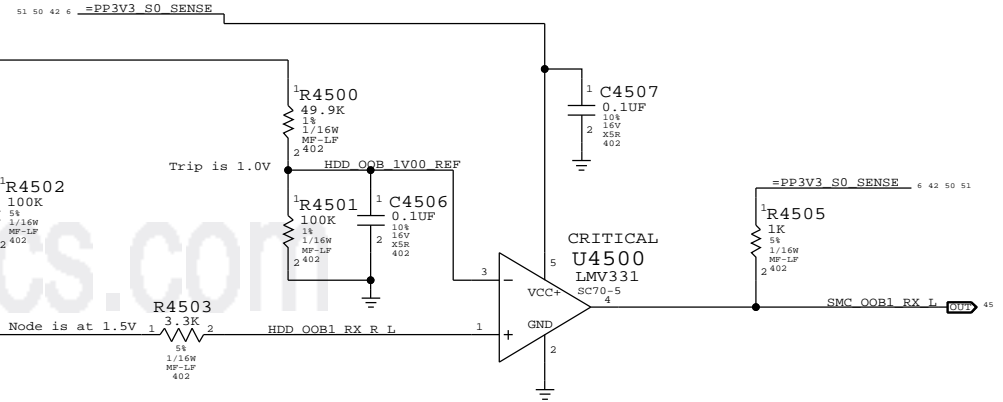 51 50 42 6 =PP3V3_S0_SENSE
1 R4500
49.9K
1%
1/16W
MF-LF
2 402
1 C4507
0.1UF
10%
16V
X5R
2 402
Trip is 1.0V HDD_OOB_1V00_REF
=PP3V3_S0_SENSE 6 42 50 51
1 R4502
100K
5%
1/16W
MF-LF
2 402
1 R4501
100K
1%
1/16W
MF-LF
2 402
1 C4506
0.1UF
10%
16V
X5R
2 402
1 R4505
1K
5%
1/16W
MF-LF
2 402
cs.com
CRITICAL
U4500
LMV331
SC70-5
3 − 5
VCC+
4
GND
1 +
2
SMC_OOB1_RX_L OUT 45
R4503
3.3K
Node is at 1.5V 1 2 HDD_OOB1_RX_R_L
5%
1/16W
MF-LF
402